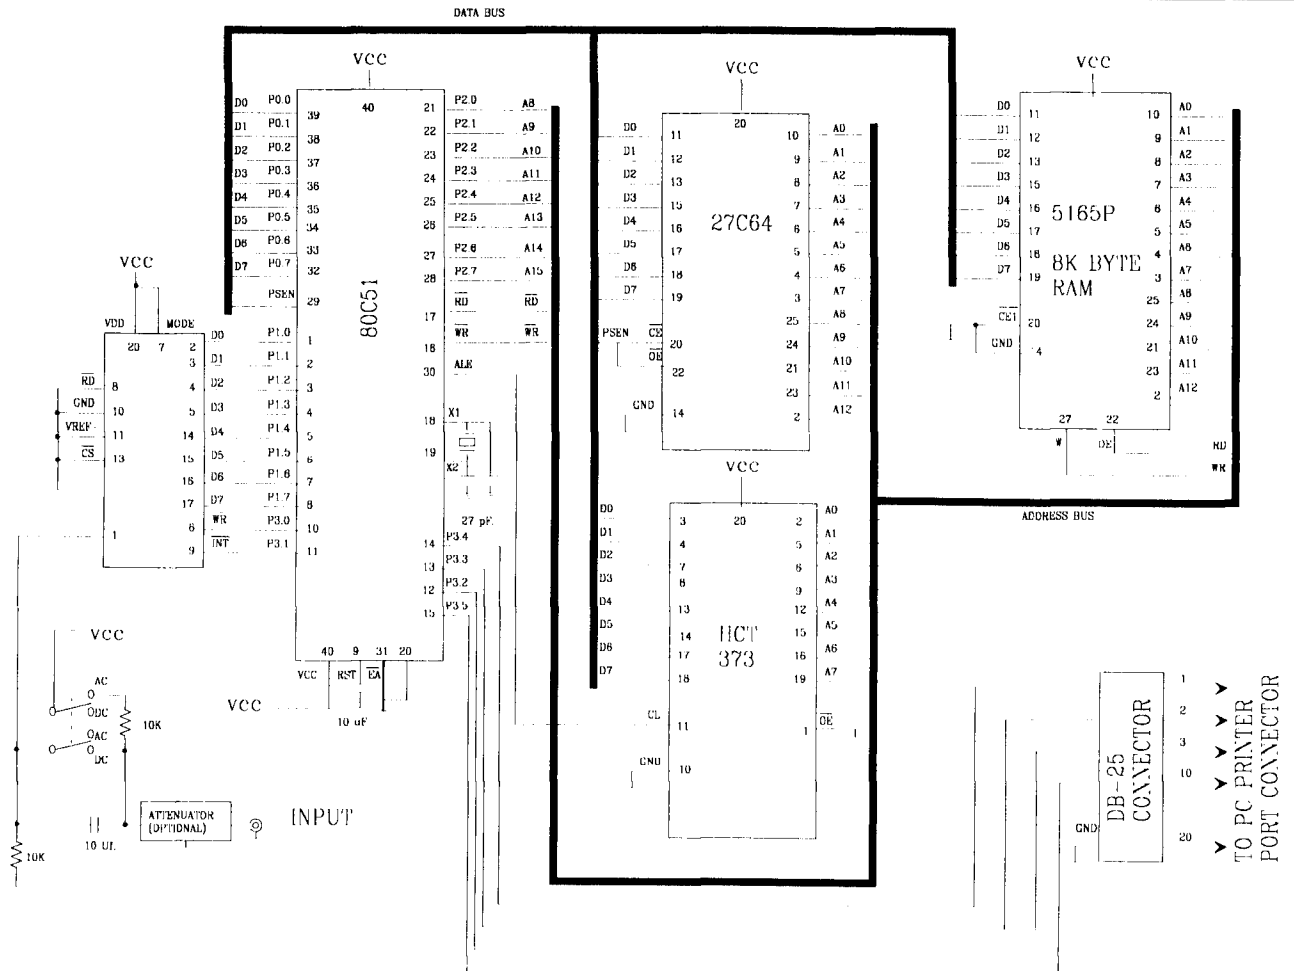 DATA BUS
VCC
D0 P0.0 39
D1 P0.1 38
D2 P0.2 37
D3 P0.3 36
D4 P0.4 35
D5 P0.5 34
D6 P0.6 33
D7 P0.7 32
PSEN 29
40
80C51
21 P2.0 A8
22 P2.1 A9
23 P2.2 A10
24 P2.3 A11
25 P2.4 A12
26 P2.5 A13
27 P2.6 A14
28 P2.7 A15
17 RD RD
16 WR WR
30 ALE
18 X1
19 X2
27 pF
14 P3.4
13 P3.3
12 P3.2
15 P3.5
P1.0 1
P1.1 2
P1.2 3
P1.3 4
P1.4 5
P1.5 6
P1.6 7
P1.7 8
P3.0 10
P3.1 11
40 9 31 20
VCC RST EA
VCC
10 uF
VCC
VDD MODE
20 7
RD 8
GND 10
VREF 11
CS 13
1
2 D0
3 D1
4 D2
5 D3
14 D4
15 D5
16 D6
17 D7
6 WR
9 INT
VCC
AC
DC
AC
DC
10K
10K
10 UF
ATTENUATOR
(OPTIONAL)
INPUT
VCC
20
27C64
D0 11
D1 12
D2 13
D3 15
D4 16
D5 17
D6 18
D7 19
PSEN CE 20
OE 22
GND 14
10 A0
9 A1
8 A2
7 A3
6 A4
5 A5
4 A6
3 A7
25 A8
24 A9
21 A10
23 A11
2 A12
VCC
20
HCT
373
D0 3
D1 4
D2 7
D3 8
D4 13
D5 14
D6 17
D7 18
CL 11
GND 10
2 A0
5 A1
6 A2
9 A3
12 A4
15 A5
16 A6
19 A7
1 OE
VCC
5165P
8K BYTE
RAM
D0 11
D1 12
D2 13
D3 15
D4 16
D5 17
D6 18
D7 19
CE1 20
GND
4
10 A0
9 A1
8 A2
7 A3
6 A4
5 A5
4 A6
3 A7
25 A8
24 A9
21 A10
23 A11
2 A12
27 22
W OE
RD
WR
ADDRESS BUS
DB-25
CONNECTOR
1
2
3
10
20
GND
TO PC PRINTER
PORT CONNECTOR